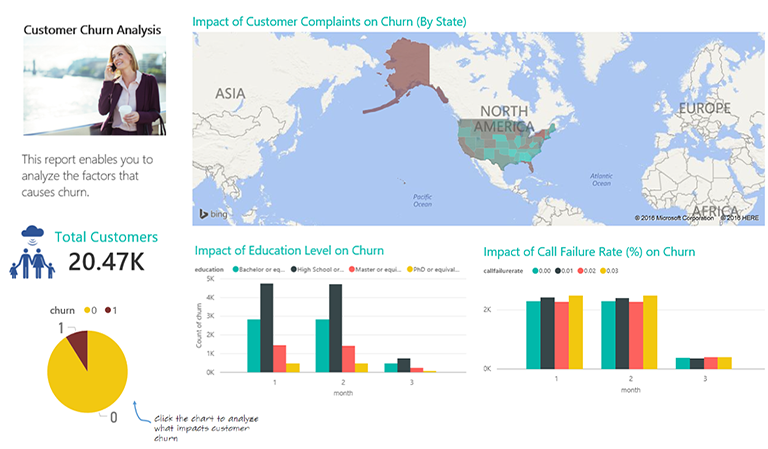 Customer Churn Analysis
This report enables you to
analyze the factors that
causes churn.
Total Customers
20.47K
churn 0 1
1
0
Click the chart to analyze
what impacts customer
churn
Impact of Customer Complaints on Churn (By State)
ASIA
NORTH
AMERICA
EUROPE
AFRICA
Pacific
Ocean
Atlantic
Ocean
bing
© 2016 Microsoft Corporation © 2016 HERE
Impact of Education Level on Churn
education Bachelor or eq... High School or... Master or equi... PhD or equival...
Count of churn
5K
4K
3K
2K
1K
0K
1 2 3
month
Impact of Call Failure Rate (%) on Churn
callfailurerate 0.00 0.01 0.02 0.03
2K
0K
1 2 3
month